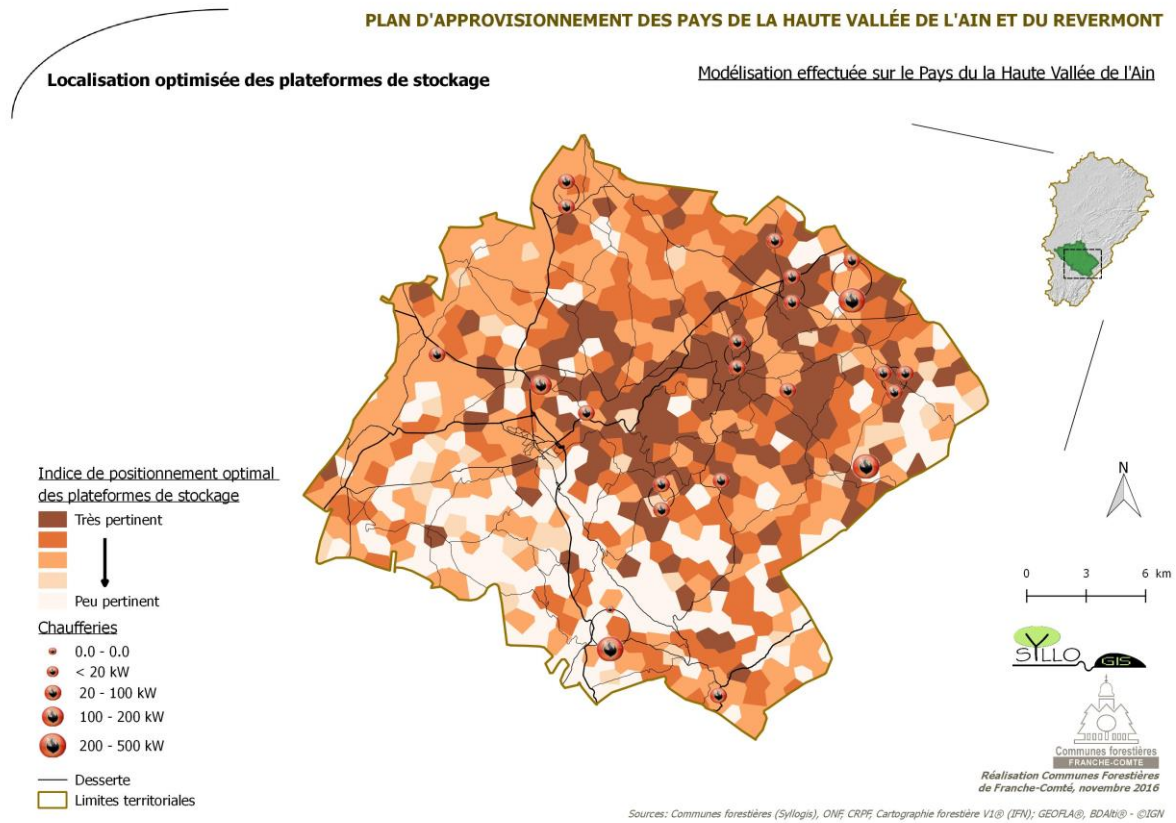 PLAN D'APPROVISIONNEMENT DES PAYS DE LA HAUTE VALLÉE DE L'AIN ET DU REVERMONT
Localisation optimisée des plateformes de stockage
Modélisation effectuée sur le Pays du la Haute Vallée de l'Ain
Indice de positionnement optimal
des plateformes de stockage
Très pertinent
Peu pertinent
Chaufferies
0.0 - 0.0
< 20 kW
20 - 100 kW
100 - 200 kW
200 - 500 kW
Desserte
Limites territoriales
N
0 3 6 km
SYLLO GIS
Communes forestières
FRANCHE-COMTE
Réalisation Communes Forestières
de Franche-Comté, novembre 2016
Sources: Communes forestières (Syllogis), ONF, CRPF, Cartographie forestière V1® (IFN); GEOFLA®, BDAlti® - ©IGN